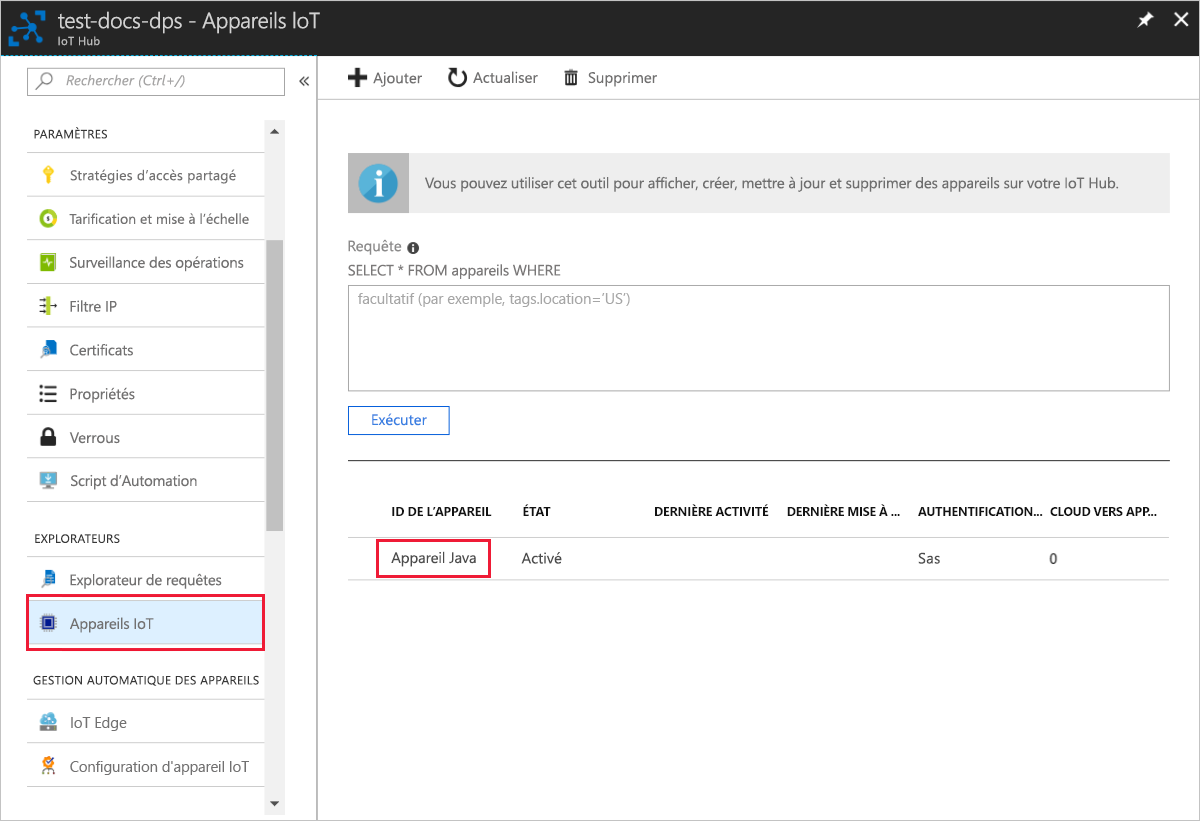 test-docs-dps - Appareils IoT
IoT Hub
Rechercher (Ctrl+/)
«
PARAMÈTRES
Stratégies d’accès partagé
Tarification et mise à l’échelle
Surveillance des opérations
Filtre IP
Certificats
Propriétés
Verrous
Script d’Automation
EXPLORATEURS
Explorateur de requêtes
Appareils IoT
GESTION AUTOMATIQUE DES APPAREILS
IoT Edge
Configuration d'appareil IoT
Ajouter Actualiser Supprimer
Vous pouvez utiliser cet outil pour afficher, créer, mettre à jour et supprimer des appareils sur votre IoT Hub.
Requête
SELECT * FROM appareils WHERE
facultatif (par exemple, tags.location=’US’)
Exécuter
ID DE L’APPAREIL ÉTAT DERNIÈRE ACTIVITÉ DERNIÈRE MISE À ... AUTHENTIFICATION... CLOUD VERS APP...
Appareil Java Activé Sas 0